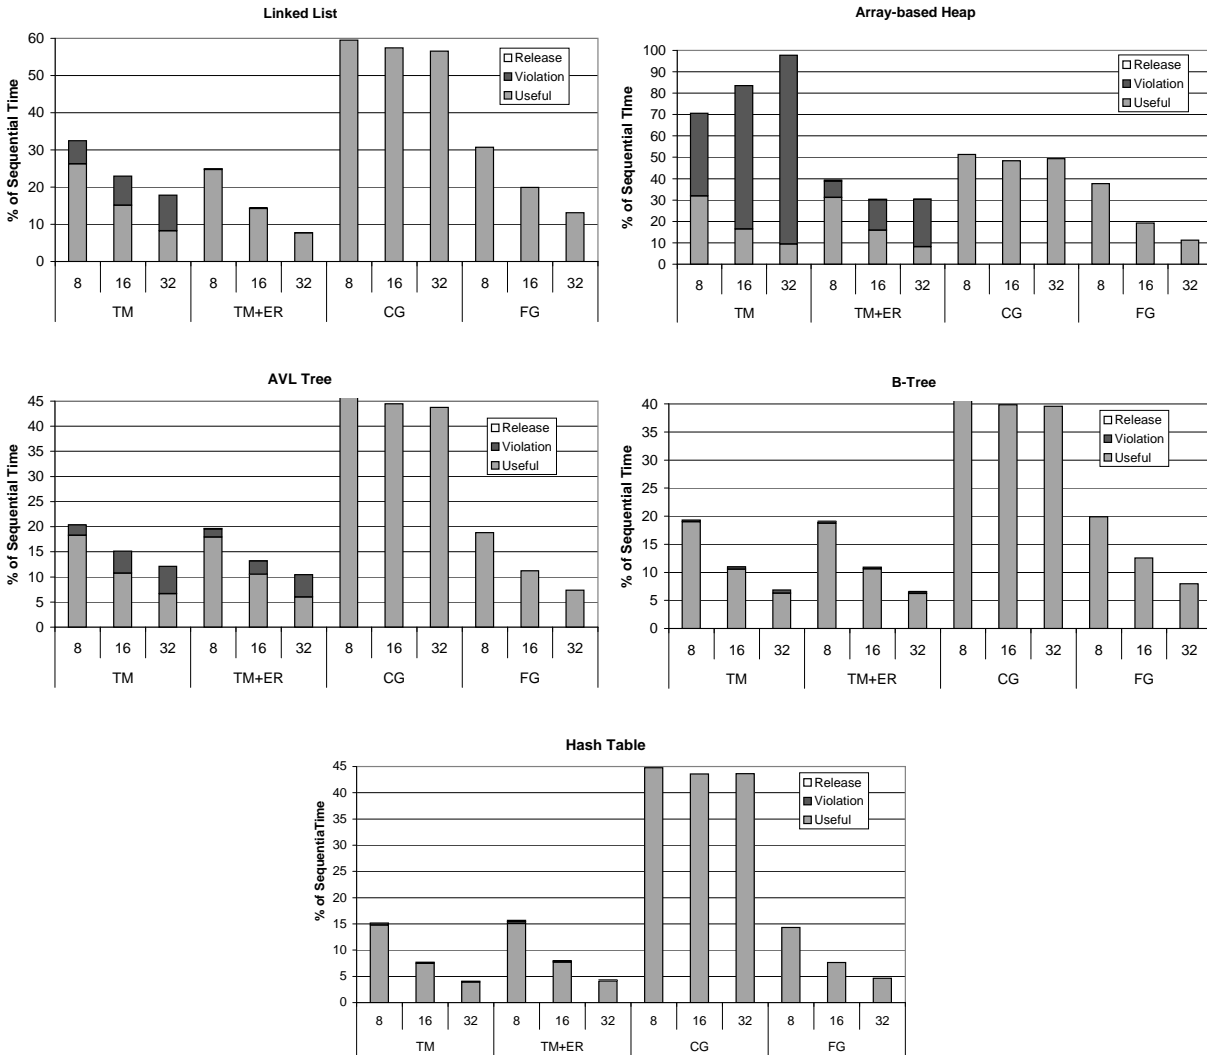 Linked List
% of Sequential Time
60
50
40
30
20
10
0
Release
Violation
Useful
8 16 32 8 16 32 8 16 32 8 16 32
TM TM+ER CG FG
Array-based Heap
% of Sequential TIme
100
90
80
70
60
50
40
30
20
10
0
Release
Violation
Useful
8 16 32 8 16 32 8 16 32 8 16 32
TM TM+ER CG FG
AVL Tree
% of Sequential Time
45
40
35
30
25
20
15
10
5
0
Release
Violation
Useful
8 16 32 8 16 32 8 16 32 8 16 32
TM TM+ER CG FG
B-Tree
% of Sequential Time
40
35
30
25
20
15
10
5
0
Release
Violation
Useful
8 16 32 8 16 32 8 16 32 8 16 32
TM TM+ER CG FG
Hash Table
% of SequentiaTime
45
40
35
30
25
20
15
10
5
0
Release
Violation
Useful
8 16 32 8 16 32 8 16 32 8 16 32
TM TM+ER CG FG